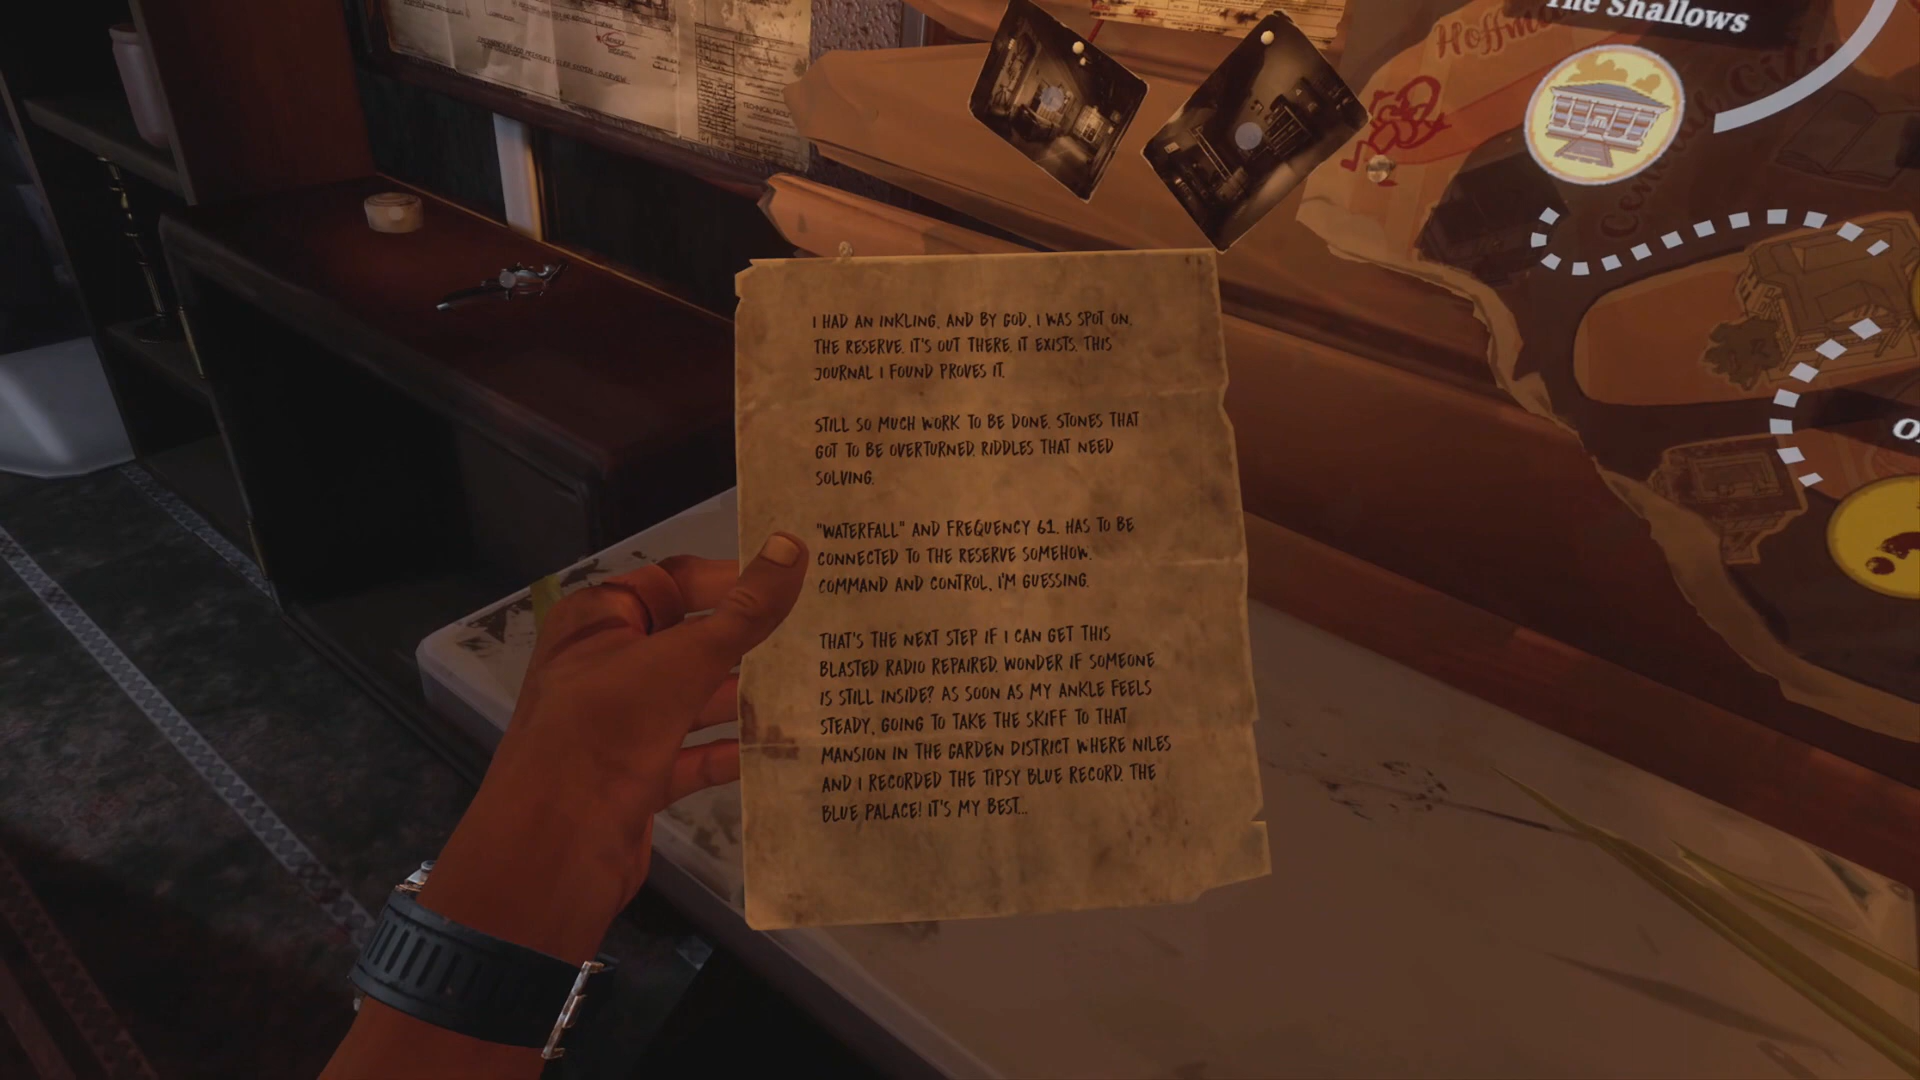 The Shallows
Hoffm
Central City
I HAD AN INKLING, AND BY GOD, I WAS SPOT ON.
THE RESERVE. IT'S OUT THERE. IT EXISTS. THIS
JOURNAL I FOUND PROVES IT.
STILL SO MUCH WORK TO BE DONE. STONES THAT
GOT TO BE OVERTURNED. RIDDLES THAT NEED
SOLVING.
"WATERFALL" AND FREQUENCY 61. HAS TO BE
CONNECTED TO THE RESERVE SOMEHOW.
COMMAND AND CONTROL, I'M GUESSING.
THAT'S THE NEXT STEP IF I CAN GET THIS
BLASTED RADIO REPAIRED. WONDER IF SOMEONE
IS STILL INSIDE? AS SOON AS MY ANKLE FEELS
STEADY, GOING TO TAKE THE SKIFF TO THAT
MANSION IN THE GARDEN DISTRICT WHERE NILES
AND I RECORDED THE TIPSY BLUE RECORD. THE
BLUE PALACE! IT'S MY BEST...